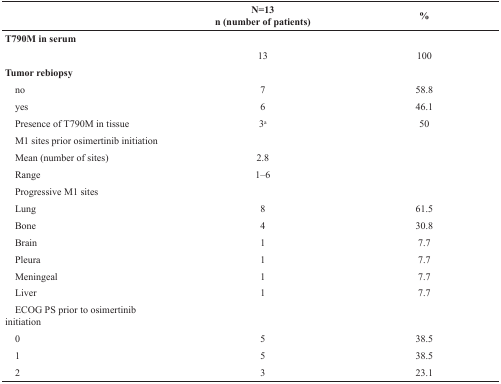 N=13
n (number of patients) %
T790M in serum
13 100
Tumor rebiopsy
no 7 58.8
yes 6 46.1
Presence of T790M in tissue 3ᵃ 50
M1 sites prior osimertinib initiation
Mean (number of sites) 2.8
Range 1–6
Progressive M1 sites
Lung 8 61.5
Bone 4 30.8
Brain 1 7.7
Pleura 1 7.7
Meningeal 1 7.7
Liver 1 7.7
ECOG PS prior to osimertinib
initiation
0 5 38.5
1 5 38.5
2 3 23.1